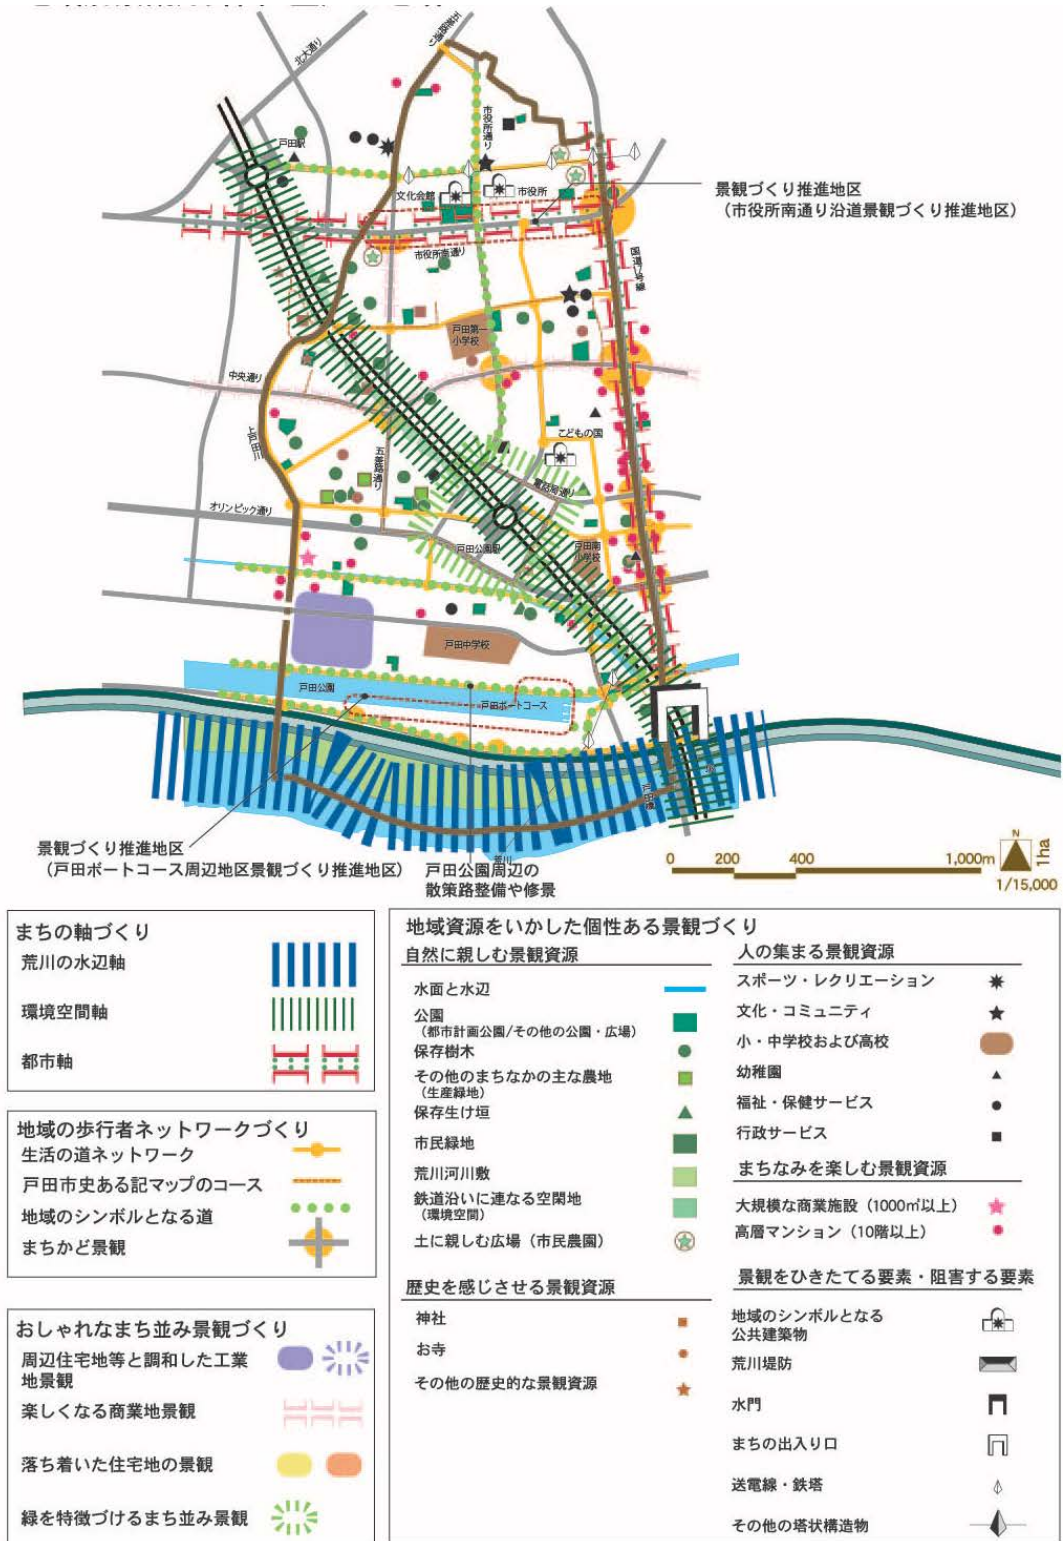 北大通り
五差路通り
市役所通り
戸田駅
文化会館
市役所
景観づくり推進地区
（市役所南通り沿道景観づくり推進地区）
市役所南通り
国道17号線
戸田第一
小学校
中央通り
上戸田川
こどもの国
五差路通り
電話局通り
オリンピック通り
戸田公園駅
戸田南
小学校
戸田中学校
戸田公園
戸田ボートコース
戸田橋
荒川
景観づくり推進地区
（戸田ボートコース周辺地区景観づくり推進地区）
戸田公園周辺の
散策路整備や修景
0 200 400 1,000m
N
1ha
1/15,000
まちの軸づくり
荒川の水辺軸
環境空間軸
都市軸
地域の歩行者ネットワークづくり
生活の道ネットワーク
戸田市史ある記マップのコース
地域のシンボルとなる道
まちかど景観
おしゃれなまち並み景観づくり
周辺住宅地等と調和した工業
地景観
楽しくなる商業地景観
落ち着いた住宅地の景観
緑を特徴づけるまち並み景観
地域資源をいかした個性ある景観づくり
自然に親しむ景観資源
水面と水辺
公園
（都市計画公園/その他の公園・広場）
保存樹木
その他のまちなかの主な農地
（生産緑地）
保存生け垣
市民緑地
荒川河川敷
鉄道沿いに連なる空閑地
（環境空間）
土に親しむ広場（市民農園）
歴史を感じさせる景観資源
神社
お寺
その他の歴史的な景観資源
人の集まる景観資源
スポーツ・レクリエーション
文化・コミュニティ
小・中学校および高校
幼稚園
福祉・保健サービス
行政サービス
まちなみを楽しむ景観資源
大規模な商業施設（1000㎡以上）
高層マンション（10階以上）
景観をひきたてる要素・阻害する要素
地域のシンボルとなる
公共建築物
荒川堤防
水門
まちの出入り口
送電線・鉄塔
その他の塔状構造物